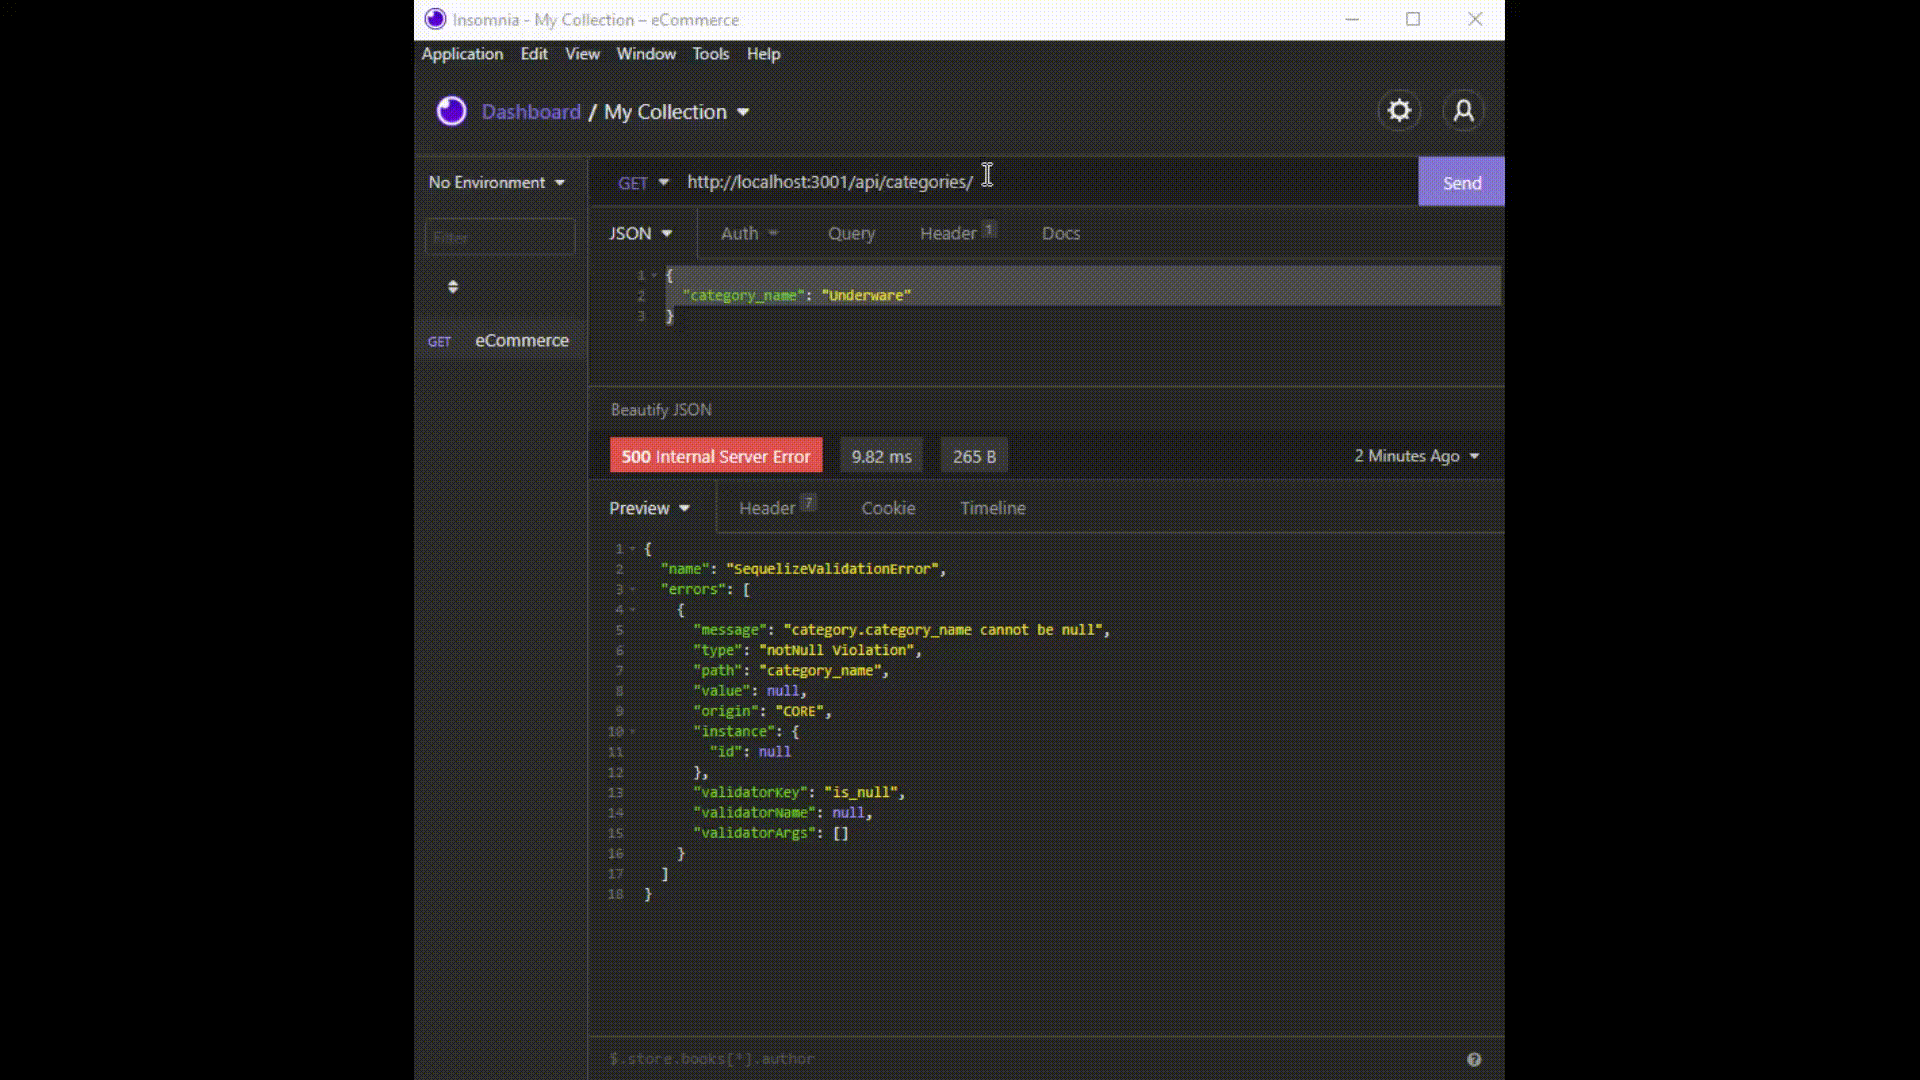 Insomnia - My Collection – eCommerce
Application Edit View Window Tools Help
Dashboard / My Collection
No Environment
GET http://localhost:3001/api/categories/
Send
Filter
JSON Auth Query Header 1 Docs
1 {
2 "category_name": "Underware"
3 }
GET eCommerce
Beautify JSON
500 Internal Server Error 9.82 ms 265 B 2 Minutes Ago
Preview Header 7 Cookie Timeline
1 {
2 "name": "SequelizeValidationError",
3 "errors": [
4 {
5 "message": "category.category_name cannot be null",
6 "type": "notNull Violation",
7 "path": "category_name",
8 "value": null,
9 "origin": "CORE",
10 "instance": {
11 "id": null
12 },
13 "validatorKey": "is_null",
14 "validatorName": null,
15 "validatorArgs": []
16 }
17 ]
18 }
$.store.books[*].author